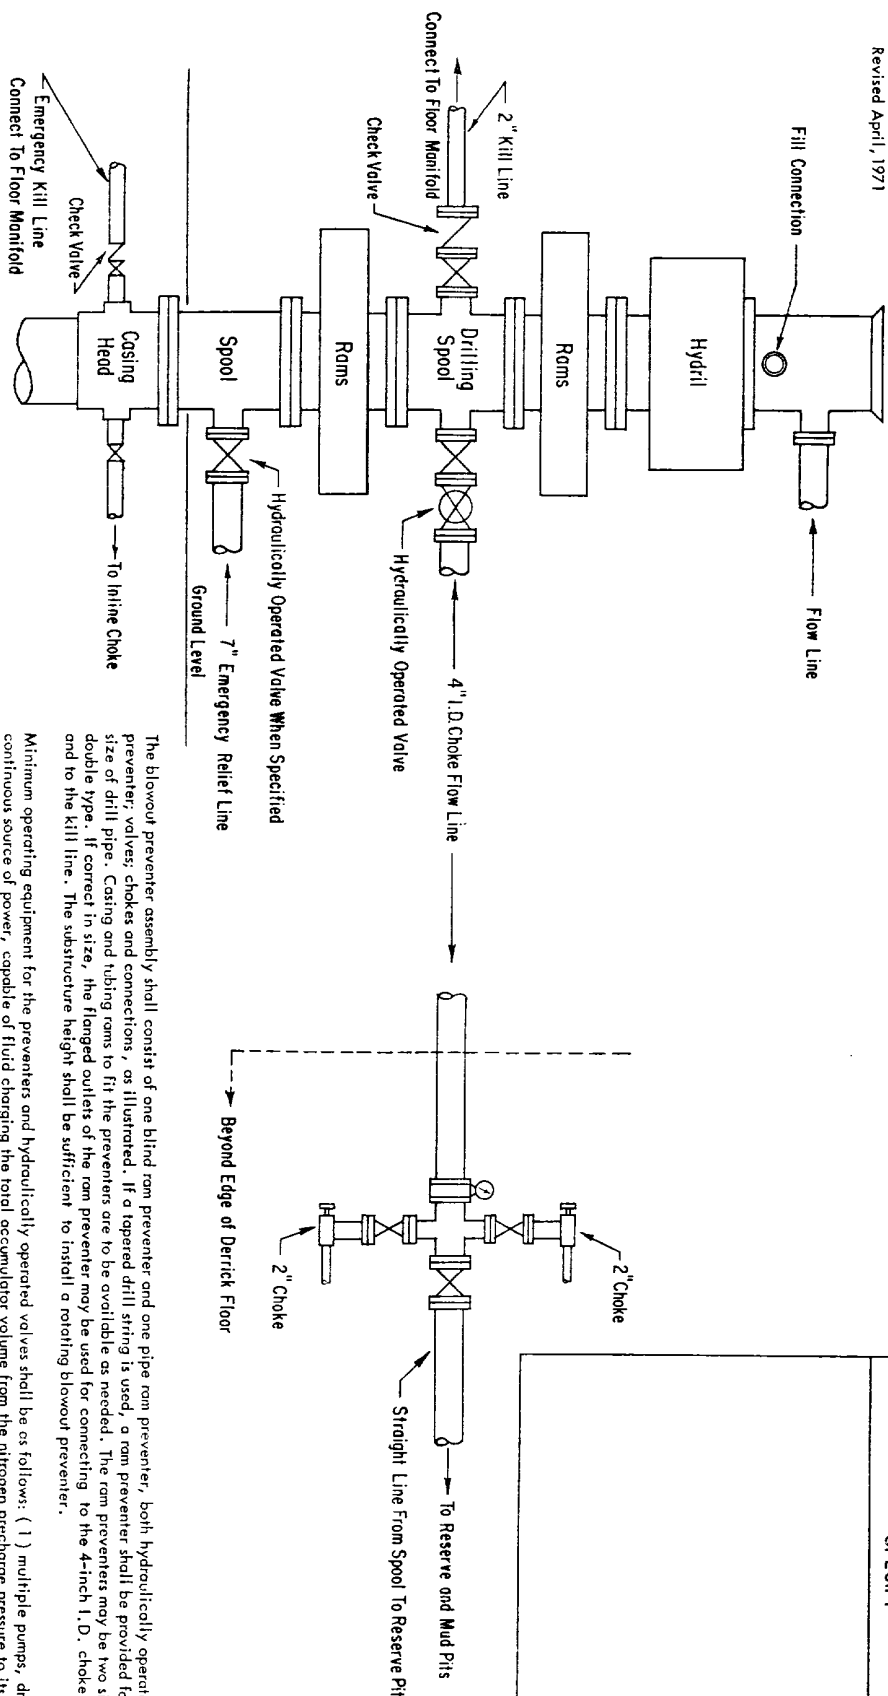 Revised April, 1971
Fill Connection
Flow Line
Hydril
Rams
2" Kill Line
Connect To Floor Manifold
Check Valve
Drilling
Spool
Hydraulically Operated Valve
4" I.D. Choke Flow Line
Rams
Spool
Hydraulically Operated Valve When Specified
7" Emergency Relief Line
Ground Level
Casing
Head
Check Valve
Emergency Kill Line
Connect To Floor Manifold
To Inline Choke
Beyond Edge of Derrick Floor
2" Choke
2" Choke
Straight Line From Spool To Reserve Pit
To Reserve and Mud Pits
The blowout preventer assembly shall consist of one blind ram preventer and one pipe ram preventer, both hydraulically
preventer; valves; chokes and connections, as illustrated. If a tapered drill string is used, a ram preventer shall be provided
size of drill pipe. Casing and tubing rams to fit the preventers are to be available as needed. The ram preventers may be two
double type. If correct in size, the flanged outlets of the ram preventer may be used for connecting to the 4-inch I.D. choke
and to the kill line. The substructure height shall be sufficient to install a rotating blowout preventer.
Minimum operating equipment for the preventers and hydraulically operated valves shall be as follows: (1) multiple pumps,
continuous source of power, capable of fluid charging the total accumulator volume from the nitrogen precharge pressure to its